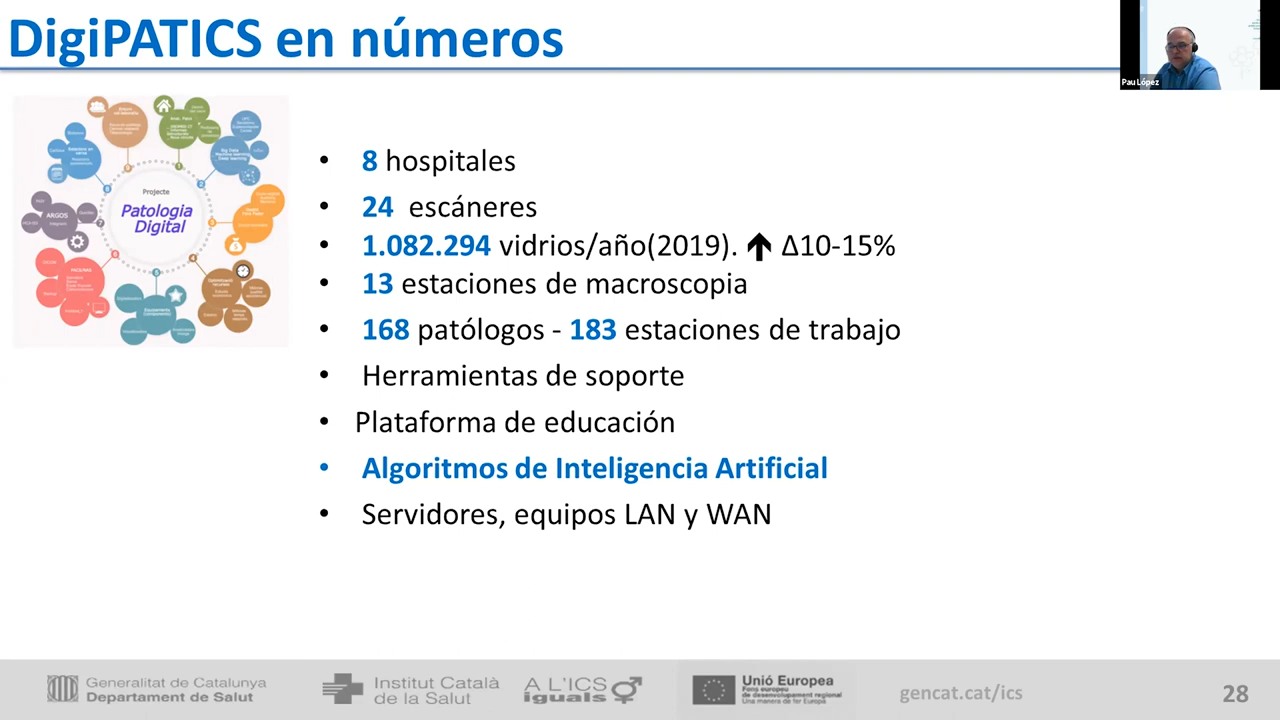 DigiPATICS en números
Pau López
Projecte
Patologia
Digital
ARGOS
• 8 hospitales
• 24 escáneres
• 1.082.294 vidrios/año(2019). ⬆ Δ10-15%
• 13 estaciones de macroscopia
• 168 patólogos - 183 estaciones de trabajo
• Herramientas de soporte
• Plataforma de educación
• Algoritmos de Inteligencia Artificial
• Servidores, equipos LAN y WAN
Generalitat de Catalunya
Departament de Salut
Institut Català
de la Salut
A L'ICS
iguals
Unió Europea
Fons europeu
de desenvolupament regional
Una manera de fer Europa
gencat.cat/ics
28